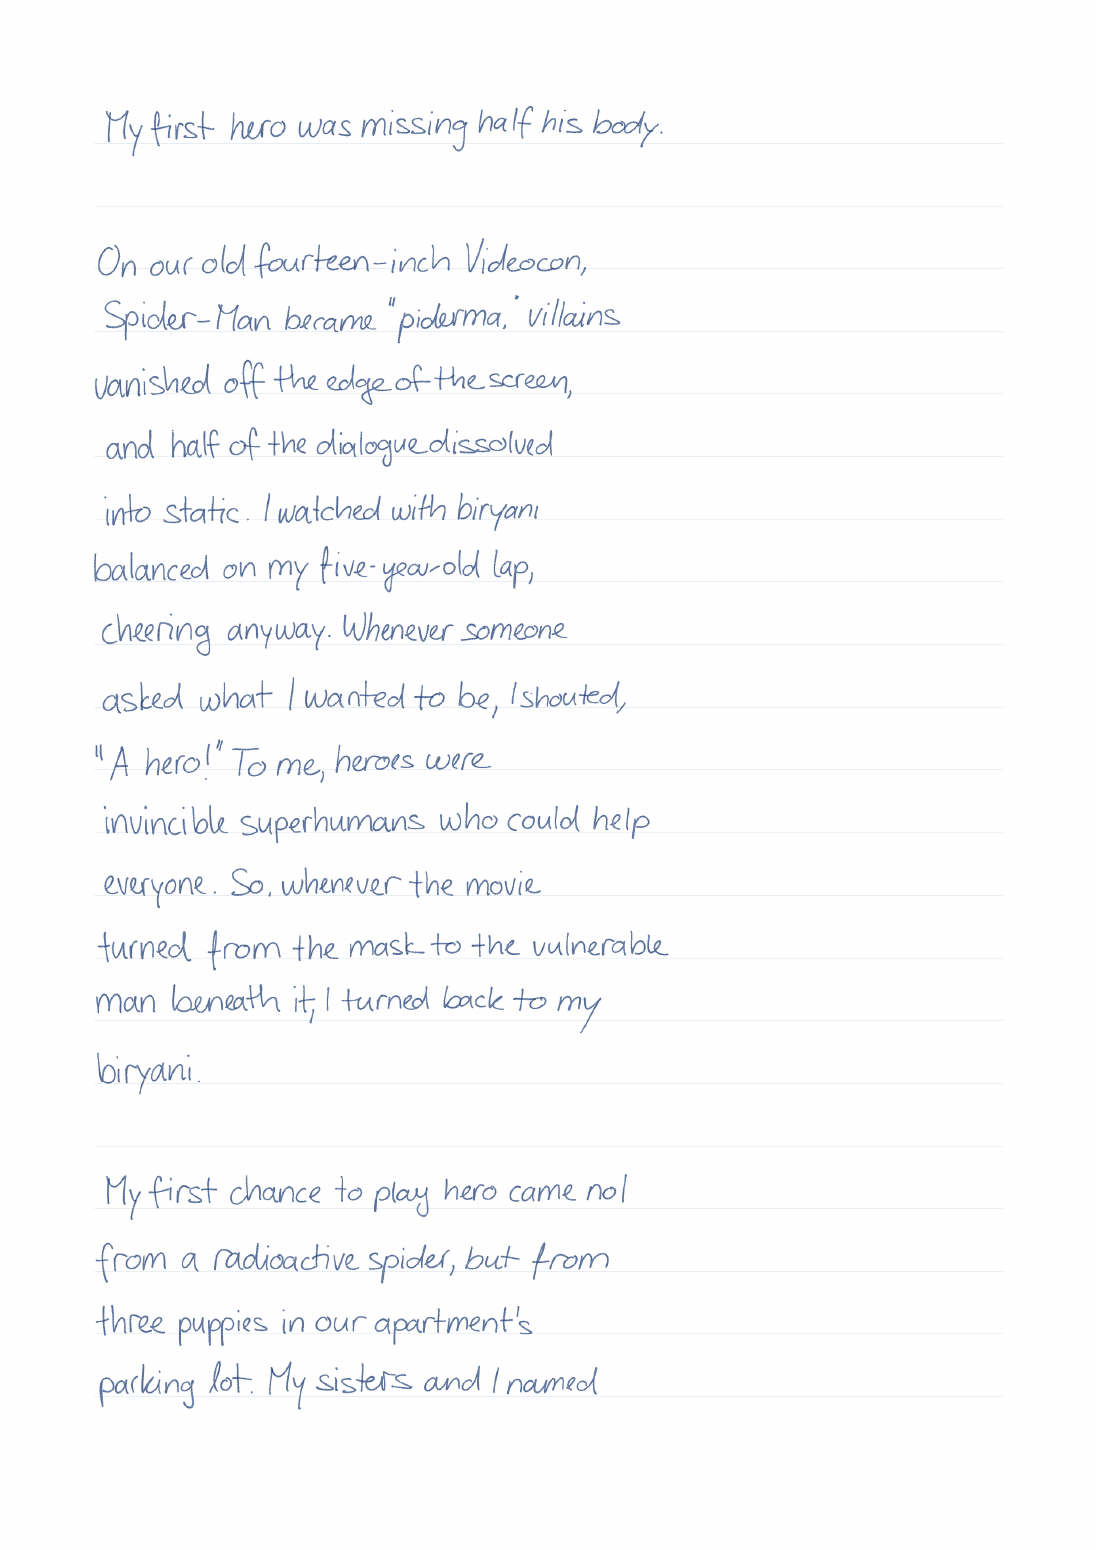 My first hero was missing half his body.
On our old fourteen-inch Videocon,
Spider-Man became "piderma," villains
vanished off the edge of the screen,
and half of the dialogue dissolved
into static. I watched with biryani
balanced on my five-year-old lap,
cheering anyway. Whenever someone
asked what I wanted to be, I shouted,
"A hero!" To me, heroes were
invincible superhumans who could help
everyone. So, whenever the movie
turned from the mask to the vulnerable
man beneath it, I turned back to my
biryani.
My first chance to play hero came not
from a radioactive spider, but from
three puppies in our apartment's
parking lot. My sisters and I named